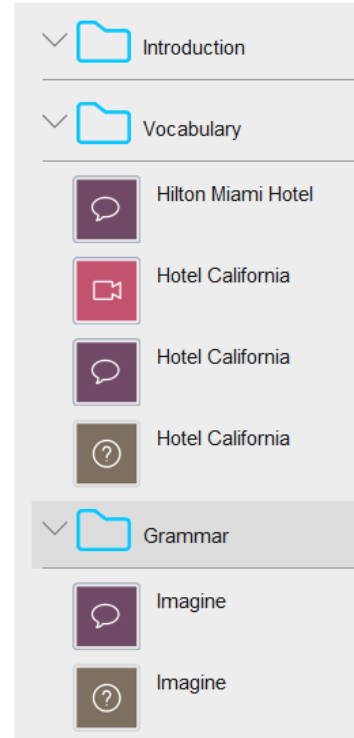 Introduction
Vocabulary
Hilton Miami Hotel
Hotel California
Hotel California
Hotel California
Grammar
Imagine
Imagine